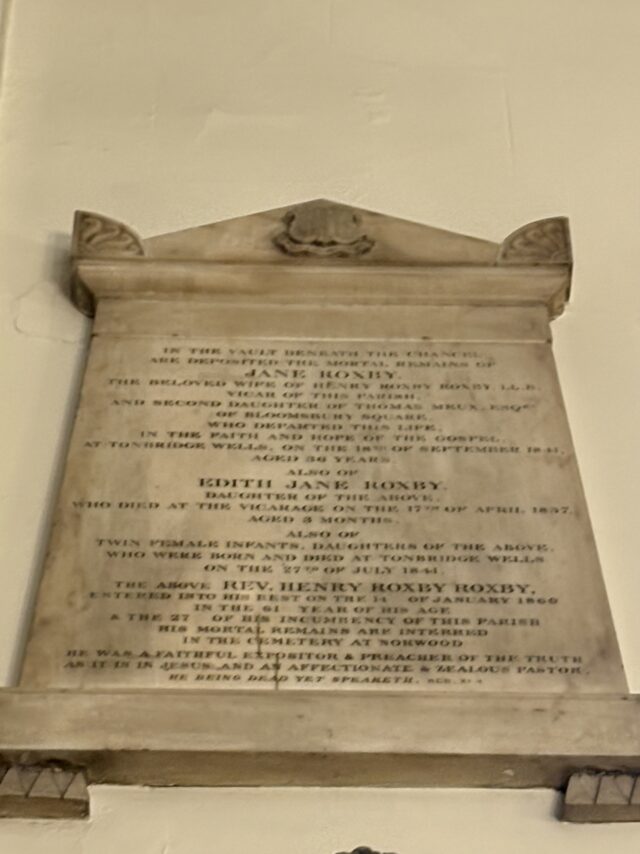 IN THE VAULT BENEATH THE CHANCEL
ARE DEPOSITED THE MORTAL REMAINS OF
JANE ROXBY.
THE BELOVED WIFE OF HENRY ROXBY ROXBY, LL.B.
VICAR OF THIS PARISH,
AND SECOND DAUGHTER OF THOMAS MEUX, ESQRE
OF BLOOMSBURY SQUARE,
WHO DEPARTED THIS LIFE,
IN THE FAITH AND HOPE OF THE GOSPEL,
AT TONBRIDGE WELLS, ON THE 18TH OF SEPTEMBER 1841,
AGED 36 YEARS.
ALSO OF
EDITH JANE ROXBY.
DAUGHTER OF THE ABOVE,
WHO DIED AT THE VICARAGE ON THE 17TH OF APRIL 1837.
AGED 3 MONTHS.
ALSO OF
TWIN FEMALE INFANTS, DAUGHTERS OF THE ABOVE,
WHO WERE BORN AND DIED AT TONBRIDGE WELLS
ON THE 27TH OF JULY 1841.
THE ABOVE REV. HENRY ROXBY ROXBY,
ENTERED INTO HIS REST ON THE 14 OF JANUARY 1866
IN THE 61 YEAR OF HIS AGE
& THE 27 OF HIS INCUMBENCY OF THIS PARISH
HIS MORTAL REMAINS ARE INTERRED
IN THE CEMETERY AT NORWOOD
HE WAS A FAITHFUL EXPOSITOR & PREACHER OF THE TRUTH
AS IT IS IN JESUS AND AN AFFECTIONATE & ZEALOUS PASTOR.
HE BEING DEAD YET SPEAKETH.